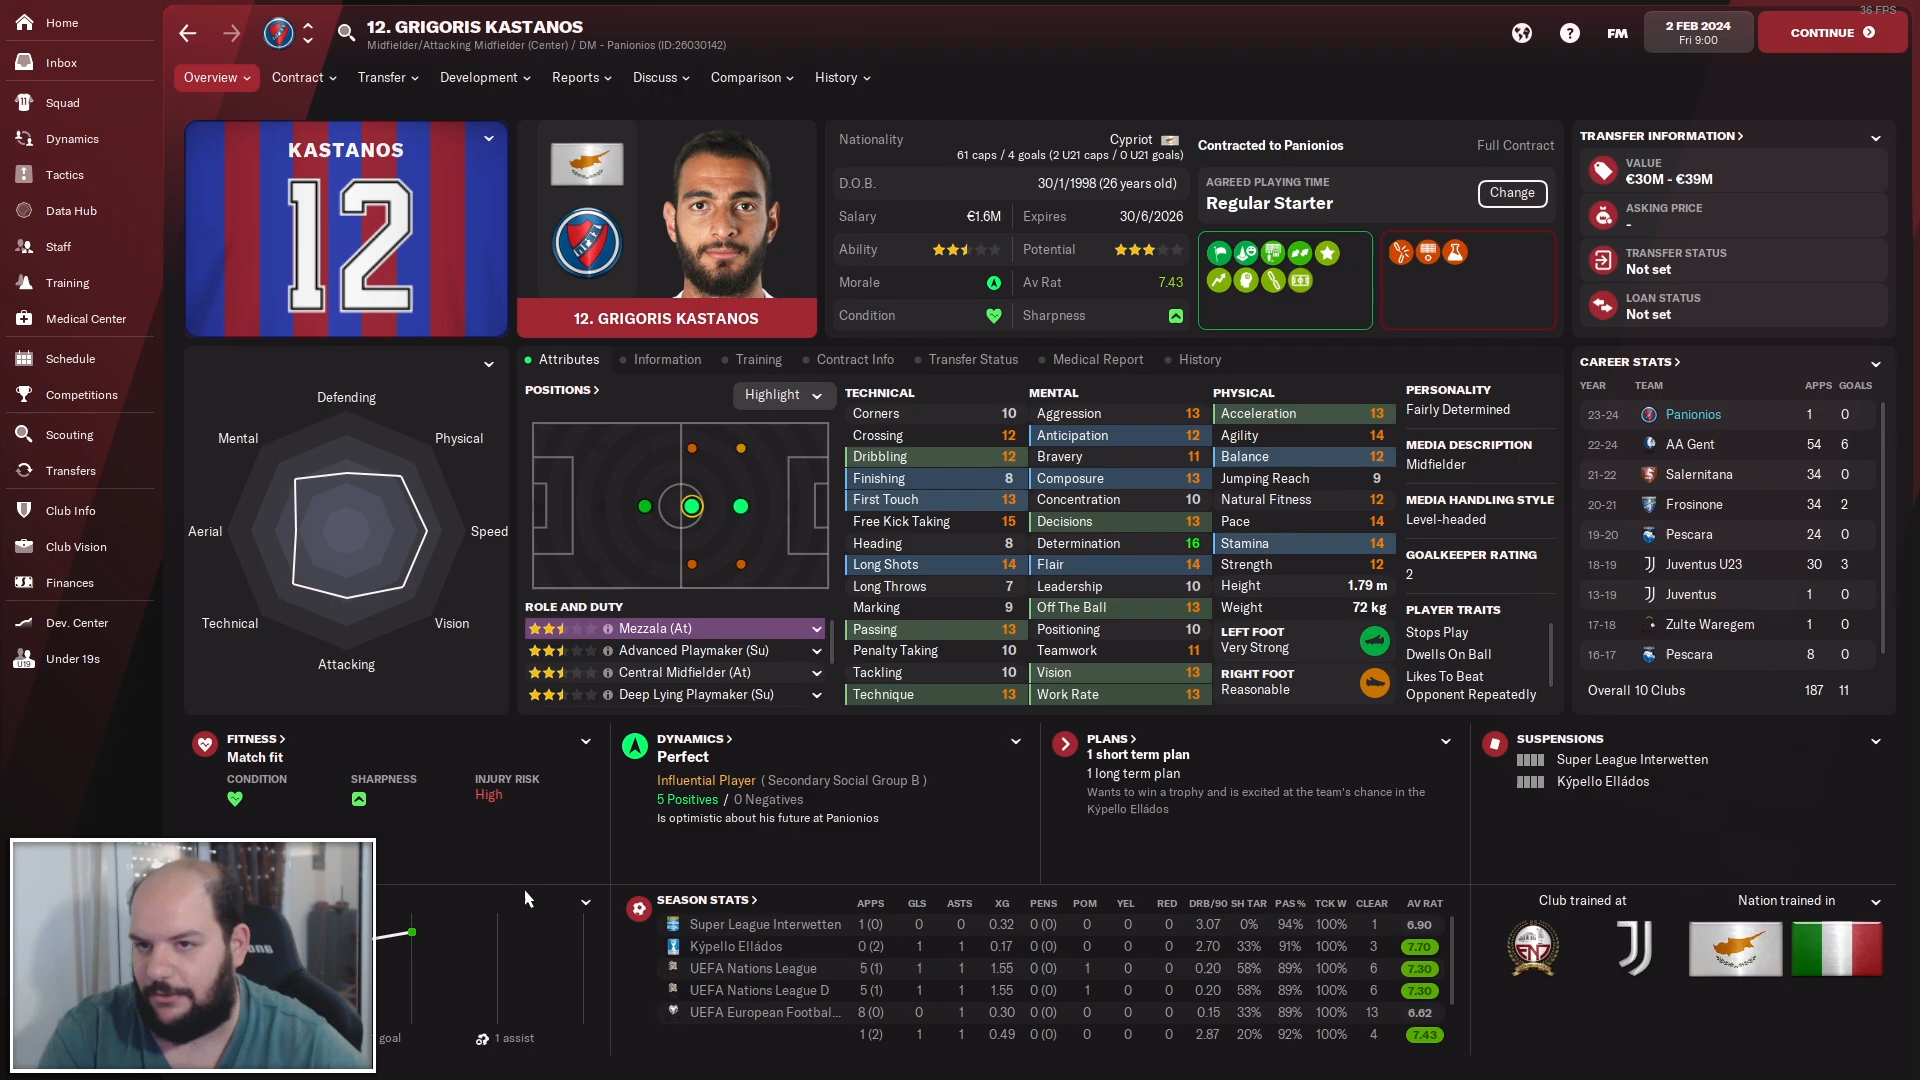 36 FPS
Home
Inbox
Squad
Dynamics
Tactics
Data Hub
Staff
Training
Medical Center
Schedule
Competitions
Scouting
Transfers
Club Info
Club Vision
Finances
Dev. Center
Under 19s
12. GRIGORIS KASTANOS
Midfielder/Attacking Midfielder (Center) / DM - Panionios (ID:26030142)
FM
2 FEB 2024
Fri 9:00
CONTINUE
Overview Contract Transfer Development Reports Discuss Comparison History
KASTANOS
12
12. GRIGORIS KASTANOS
Nationality Cypriot
61 caps / 4 goals (2 U21 caps / 0 U21 goals)
D.O.B. 30/1/1998 (26 years old)
Salary €1.6M Expires 30/6/2026
Ability Potential
Morale Av Rat 7.43
Condition Sharpness
Contracted to Panionios Full Contract
AGREED PLAYING TIME
Regular Starter
Change
TRANSFER INFORMATION
VALUE
€30M - €39M
ASKING PRICE
-
TRANSFER STATUS
Not set
LOAN STATUS
Not set
Defending
Physical
Speed
Vision
Attacking
Technical
Aerial
Mental
Attributes Information Training Contract Info Transfer Status Medical Report History
POSITIONS
Highlight
ROLE AND DUTY
Mezzala (At)
Advanced Playmaker (Su)
Central Midfielder (At)
Deep Lying Playmaker (Su)
TECHNICAL
Corners 10
Crossing 12
Dribbling 12
Finishing 8
First Touch 13
Free Kick Taking 15
Heading 8
Long Shots 14
Long Throws 7
Marking 9
Passing 13
Penalty Taking 10
Tackling 10
Technique 13
MENTAL
Aggression 13
Anticipation 12
Bravery 11
Composure 13
Concentration 10
Decisions 13
Determination 16
Flair 14
Leadership 10
Off The Ball 13
Positioning 10
Teamwork 11
Vision 13
Work Rate 13
PHYSICAL
Acceleration 13
Agility 14
Balance 12
Jumping Reach 9
Natural Fitness 12
Pace 14
Stamina 14
Strength 12
Height 1.79 m
Weight 72 kg
LEFT FOOT
Very Strong
RIGHT FOOT
Reasonable
PERSONALITY
Fairly Determined
MEDIA DESCRIPTION
Midfielder
MEDIA HANDLING STYLE
Level-headed
GOALKEEPER RATING
2
PLAYER TRAITS
Stops Play
Dwells On Ball
Likes To Beat
Opponent Repeatedly
CAREER STATS
YEAR TEAM APPS GOALS
23-24 Panionios 1 0
22-24 AA Gent 54 6
21-22 Salernitana 34 0
20-21 Frosinone 34 2
19-20 Pescara 24 0
18-19 Juventus U23 30 3
13-19 Juventus 1 0
17-18 Zulte Waregem 1 0
16-17 Pescara 8 0
Overall 10 Clubs 187 11
FITNESS
Match fit
CONDITION SHARPNESS INJURY RISK
High
DYNAMICS
Perfect
Influential Player ( Secondary Social Group B )
5 Positives / 0 Negatives
Is optimistic about his future at Panionios
PLANS
1 short term plan
1 long term plan
Wants to win a trophy and is excited at the team's chance in the
Kýpello Elládos
SUSPENSIONS
Super League Interwetten
Kýpello Elládos
goal
1 assist
SEASON STATS APPS GLS ASTS XG PENS POM YEL RED DRB/90 SH TAR PAS % TCK W CLEAR AV RAT
Super League Interwetten 1 (0) 0 0 0.32 0 (0) 0 0 0 3.07 0% 94% 100% 1 6.90
Kýpello Elládos 0 (2) 1 1 0.17 0 (0) 0 0 0 2.70 33% 91% 100% 3 7.70
UEFA Nations League 5 (1) 1 1 1.55 0 (0) 1 0 0 0.20 58% 89% 100% 6 7.30
UEFA Nations League D 5 (1) 1 1 1.55 0 (0) 1 0 0 0.20 58% 89% 100% 6 7.30
UEFA European Footbal... 8 (0) 0 1 0.30 0 (0) 0 0 0 0.15 33% 89% 100% 13 6.62
1 (2) 1 1 0.49 0 (0) 0 0 0 2.87 20% 92% 100% 4 7.43
Club trained at
Nation trained in